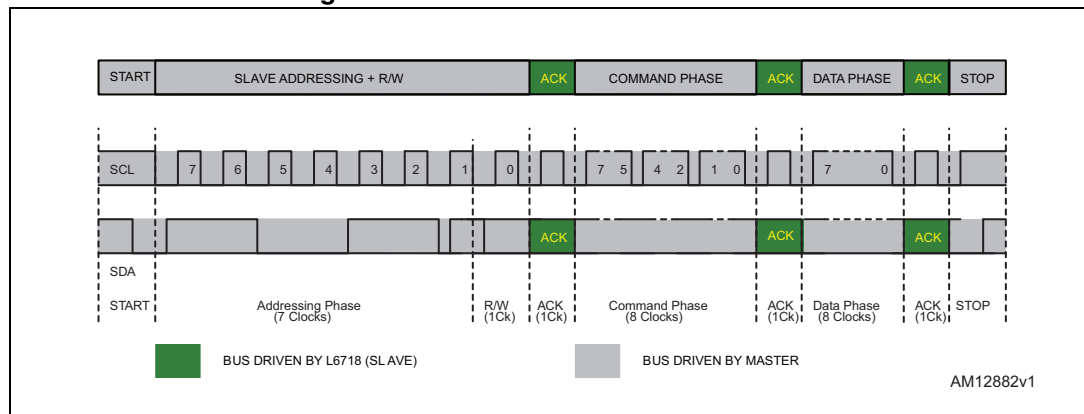 START SLAVE ADDRESSING + R/W ACK COMMAND PHASE ACK DATA PHASE ACK STOP
SCL 7 6 5 4 3 2 1 0 7 5 4 2 1 0 7 0
ACK ACK ACK
SDA
START Addressing Phase R/W ACK Command Phase ACK Data Phase ACK STOP
(7 Clocks) (1Ck) (1Ck) (8 Clocks) (1Ck) (8 Clocks) (1Ck)
BUS DRIVEN BY L6718 (SLAVE) BUS DRIVEN BY MASTER
AM12882v1